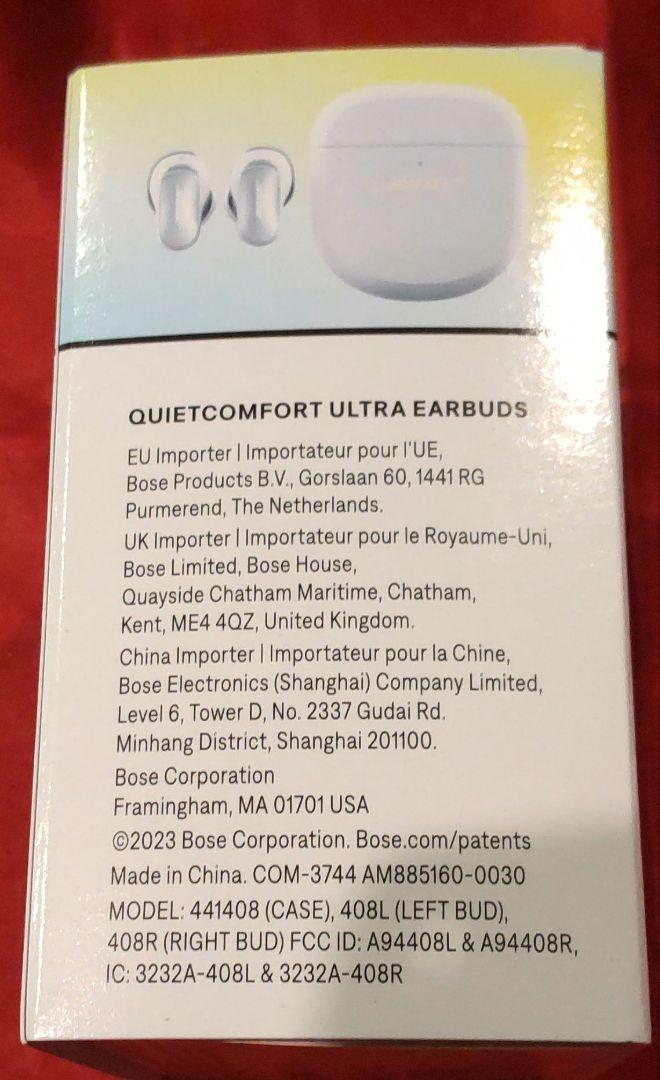 QUIETCOMFORT ULTRA EARBUDS
EU Importer | Importateur pour l'UE,
Bose Products B.V., Gorslaan 60, 1441 RG
Purmerend, The Netherlands.
UK Importer | Importateur pour le Royaume-Uni,
Bose Limited, Bose House,
Quayside Chatham Maritime, Chatham,
Kent, ME4 4QZ, United Kingdom.
China Importer | Importateur pour la Chine,
Bose Electronics (Shanghai) Company Limited,
Level 6, Tower D, No. 2337 Gudai Rd.
Minhang District, Shanghai 201100.
Bose Corporation
Framingham, MA 01701 USA
©2023 Bose Corporation. Bose.com/patents
Made in China. COM-3744 AM885160-0030
MODEL: 441408 (CASE), 408L (LEFT BUD),
408R (RIGHT BUD) FCC ID: A94408L & A94408R,
IC: 3232A-408L & 3232A-408R